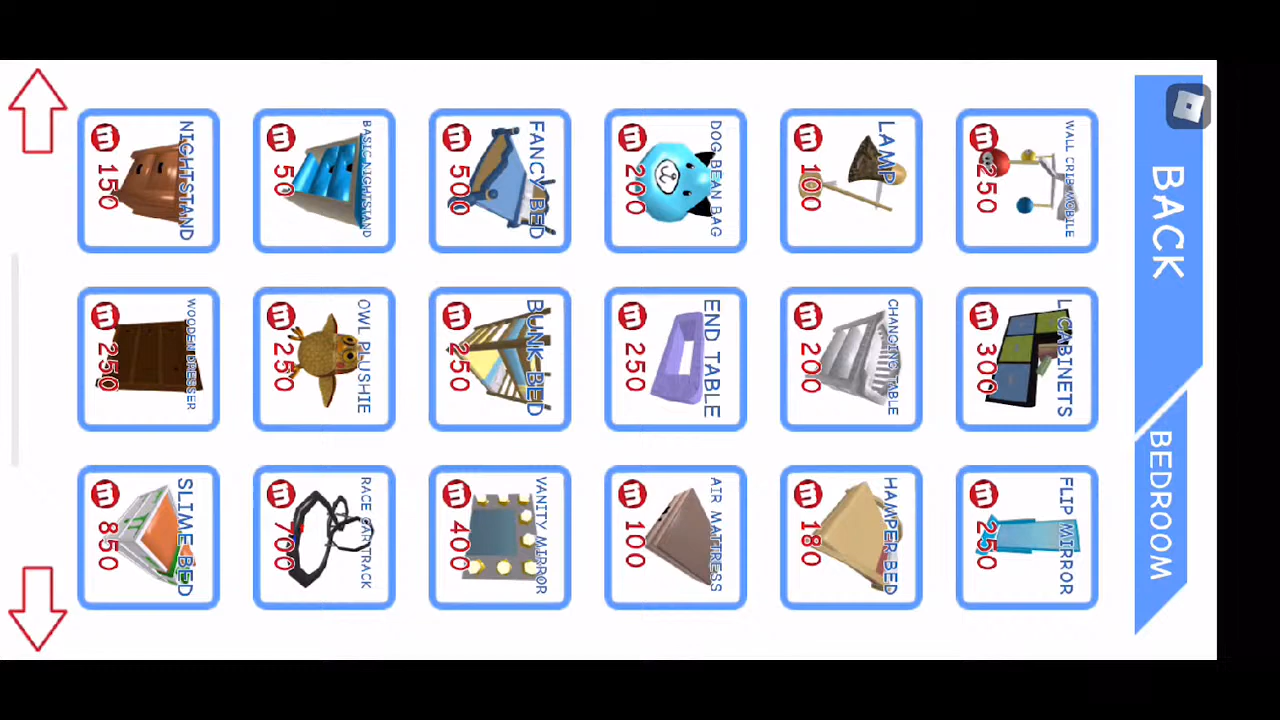 BACK
BEDROOM
WALL CRIB MOBILE
m 250
L CABINETS
m 300
FLIP MIRROR
m 250
LAMP
m 100
CHANGING TABLE
m 200
HAMPER BED
m 180
DOG BEAN BAG
m 200
END TABLE
m 250
AIR MATTRESS
m 100
FANCY BED
m 500
BUNK BED
m 250
VANITY MIRROR
m 400
BASIC NIGHTSTAND
m 50
OWL PLUSHIE
m 250
RACE CAR TRACK
m 700
NIGHTSTAND
m 150
WOODEN DRESSER
m 250
SLIME BED
m 850